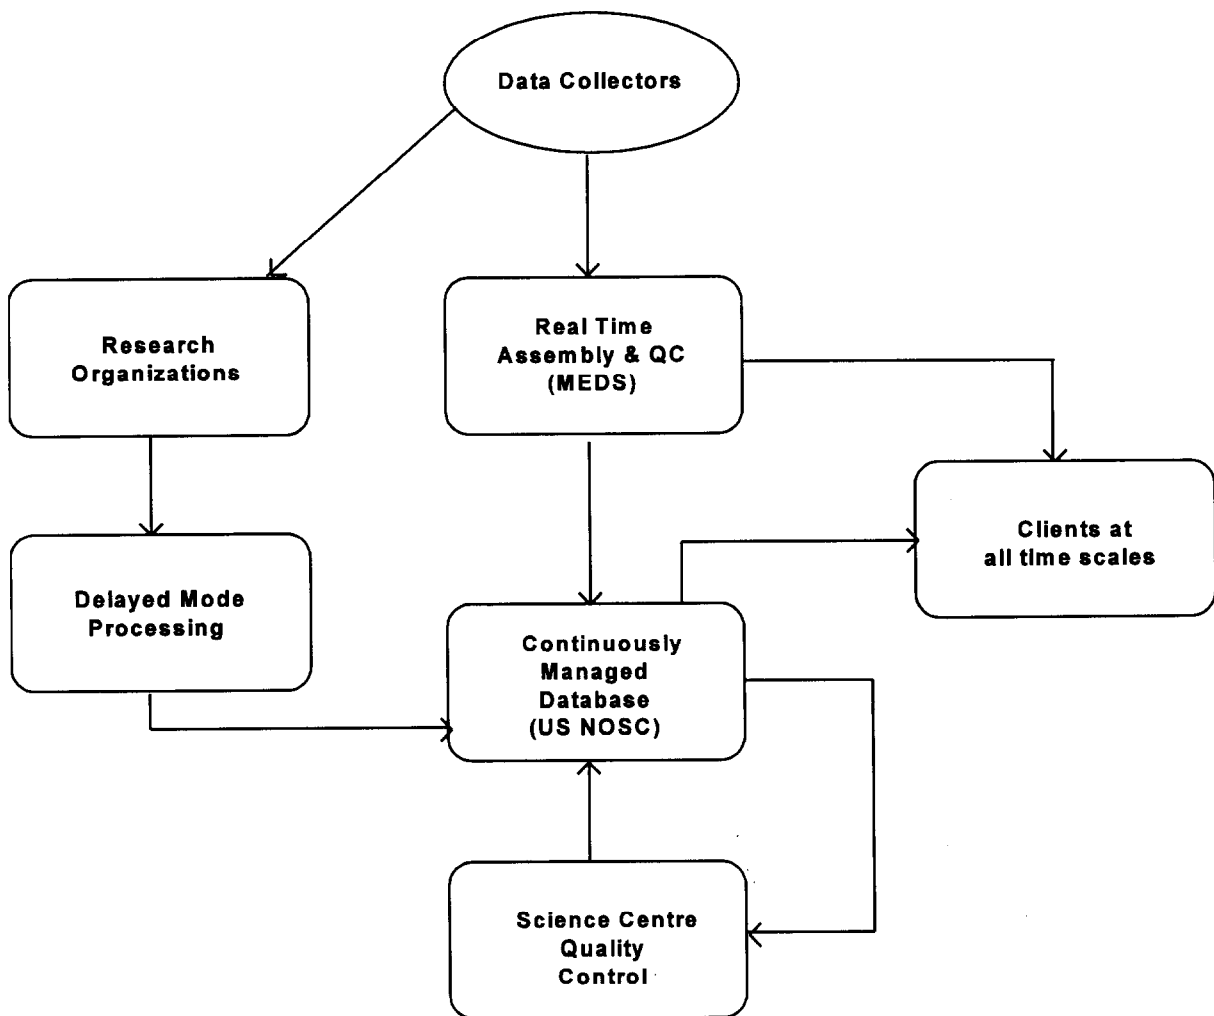 Data Collectors
Research
Organizations
Real Time
Assembly & QC
(MEDS)
Clients at
all time scales
Delayed Mode
Processing
Continuously
Managed
Database
(US NOSC)
Science Centre
Quality
Control